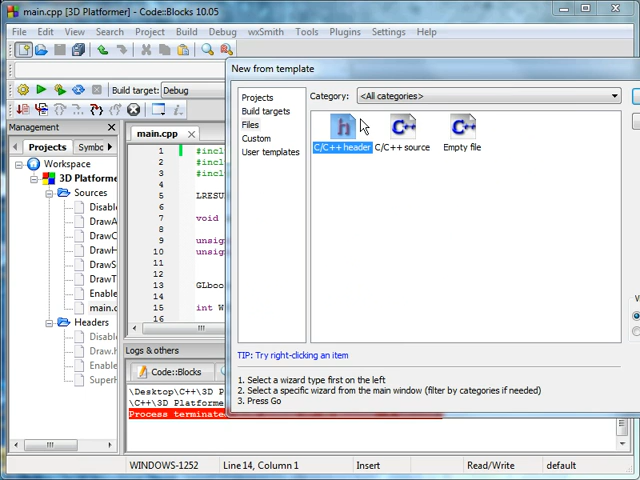 main.cpp [3D Platformer] - Code::Blocks 10.05
File Edit View Search Project Build Debug wxSmith Tools Plugins Settings Help
Build target: Debug
Management
Projects Symbc
Workspace
3D Platforme
Sources
Disable
DrawA
DrawC
DrawH
DrawS
DrawT
Enable
main.c
Headers
Draw.h
Enable
SuperH
main.cpp
1 #incl
2 #incl
3 #incl
4
5 LRESU
6
7 void
8
9 unsig
10 unsig
11
12
13 GLboo
14
15 int W
New from template
Projects
Build targets
Files
Custom
User templates
Category: <All categories>
C/C++ header C/C++ source Empty file
TIP: Try right-clicking an item
1. Select a wizard type first on the left
2. Select a specific wizard from the main window (filter by categories if needed)
3. Press Go
Logs & others
Code::Blocks
\Desktop\C++\3D Platforme
\C++\3D Platforme
Process terminate
WINDOWS-1252 Line 14, Column 1 Insert Read/Write default